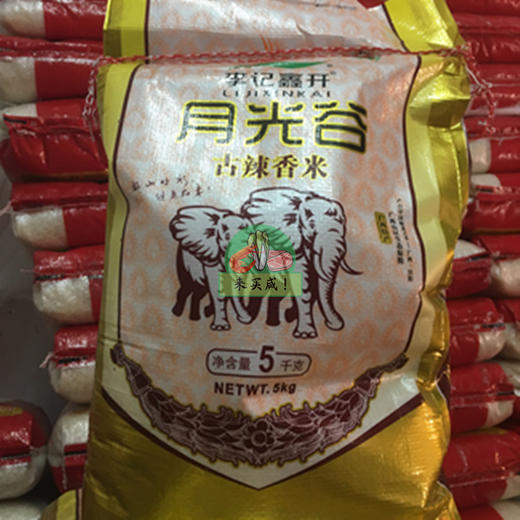 李记鑫开
LIJIXINKAI
月光谷
古辣香米
来买咸！
净含量 5 千克
NETWT. 5kg